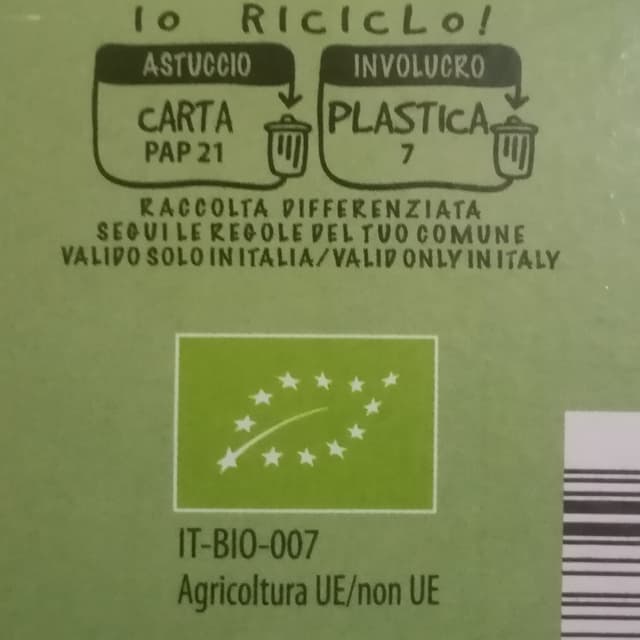 Io RICICLo!
ASTUCCIO
CARTA
PAP 21
INVOLUCRO
PLASTICA
7
RACCOLTA DIFFERENZIATA
SEGUI LE REGOLE DEL TUO COMUNE
VALIDO SOLO IN ITALIA/VALID ONLY IN ITALY
IT-BIO-007
Agricoltura UE/non UE